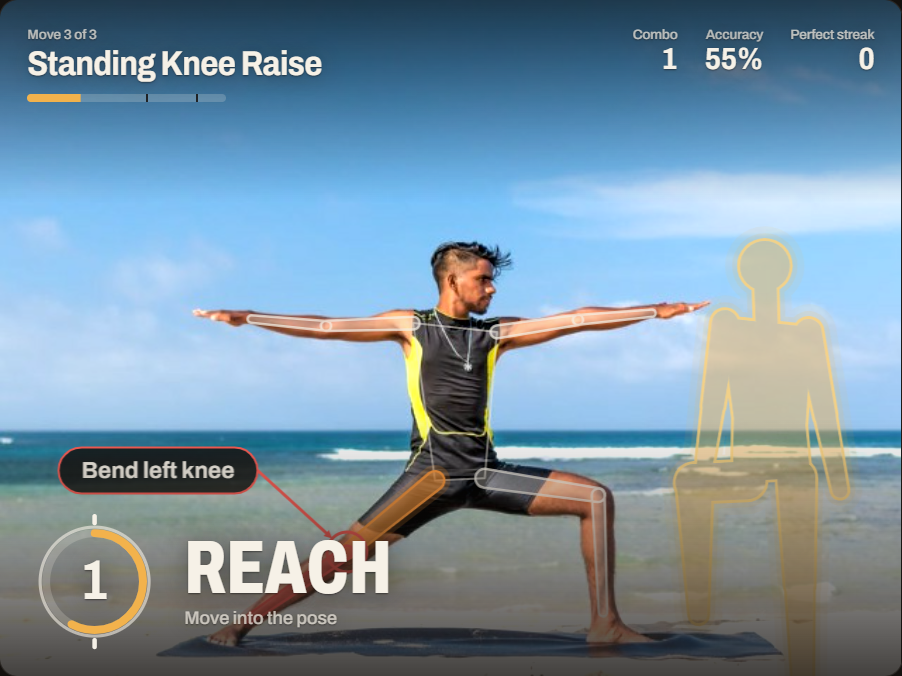 Move 3 of 3
Standing Knee Raise
Combo
1
Accuracy
55%
Perfect streak
0
Bend left knee
1
REACH
Move into the pose